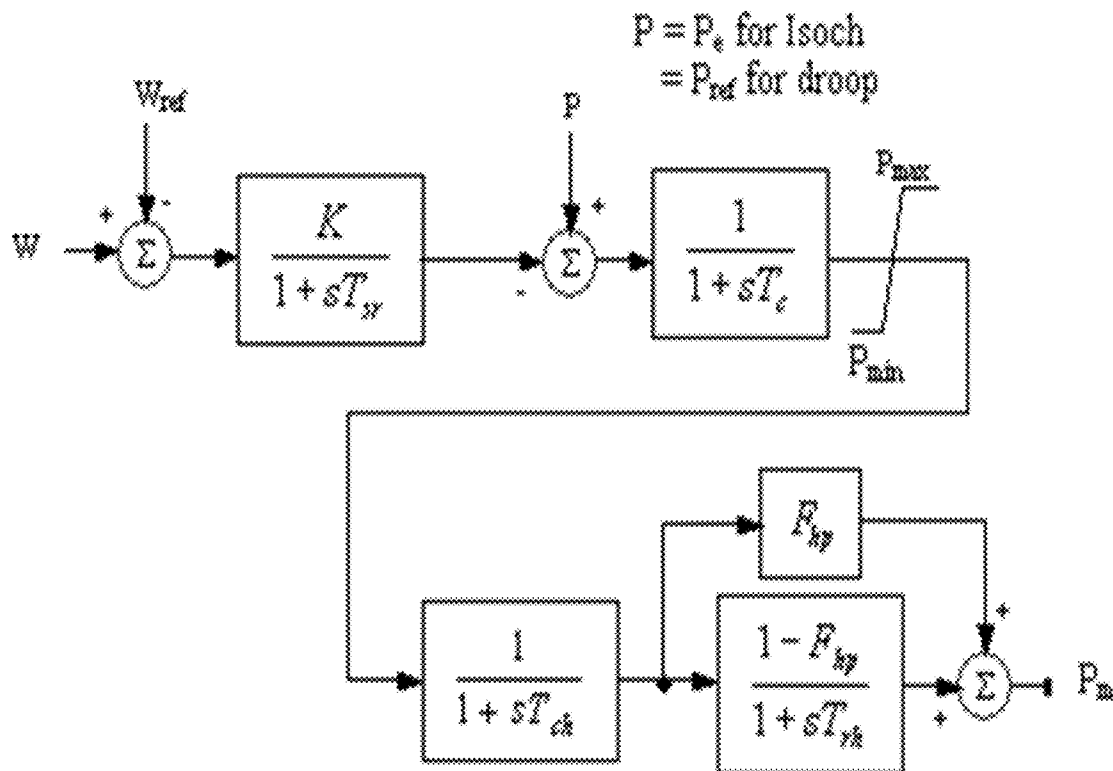 P = Pe for Isoch
= Pref for droop
Wref
P
Pmax
+
-
+
W
Σ
K
1 + sTsr
-
Σ
1
1 + sTc
Pmin
Fhp
+
1
1 + sTch
1 - Fhp
1 + sTrh
+
Σ
Pm